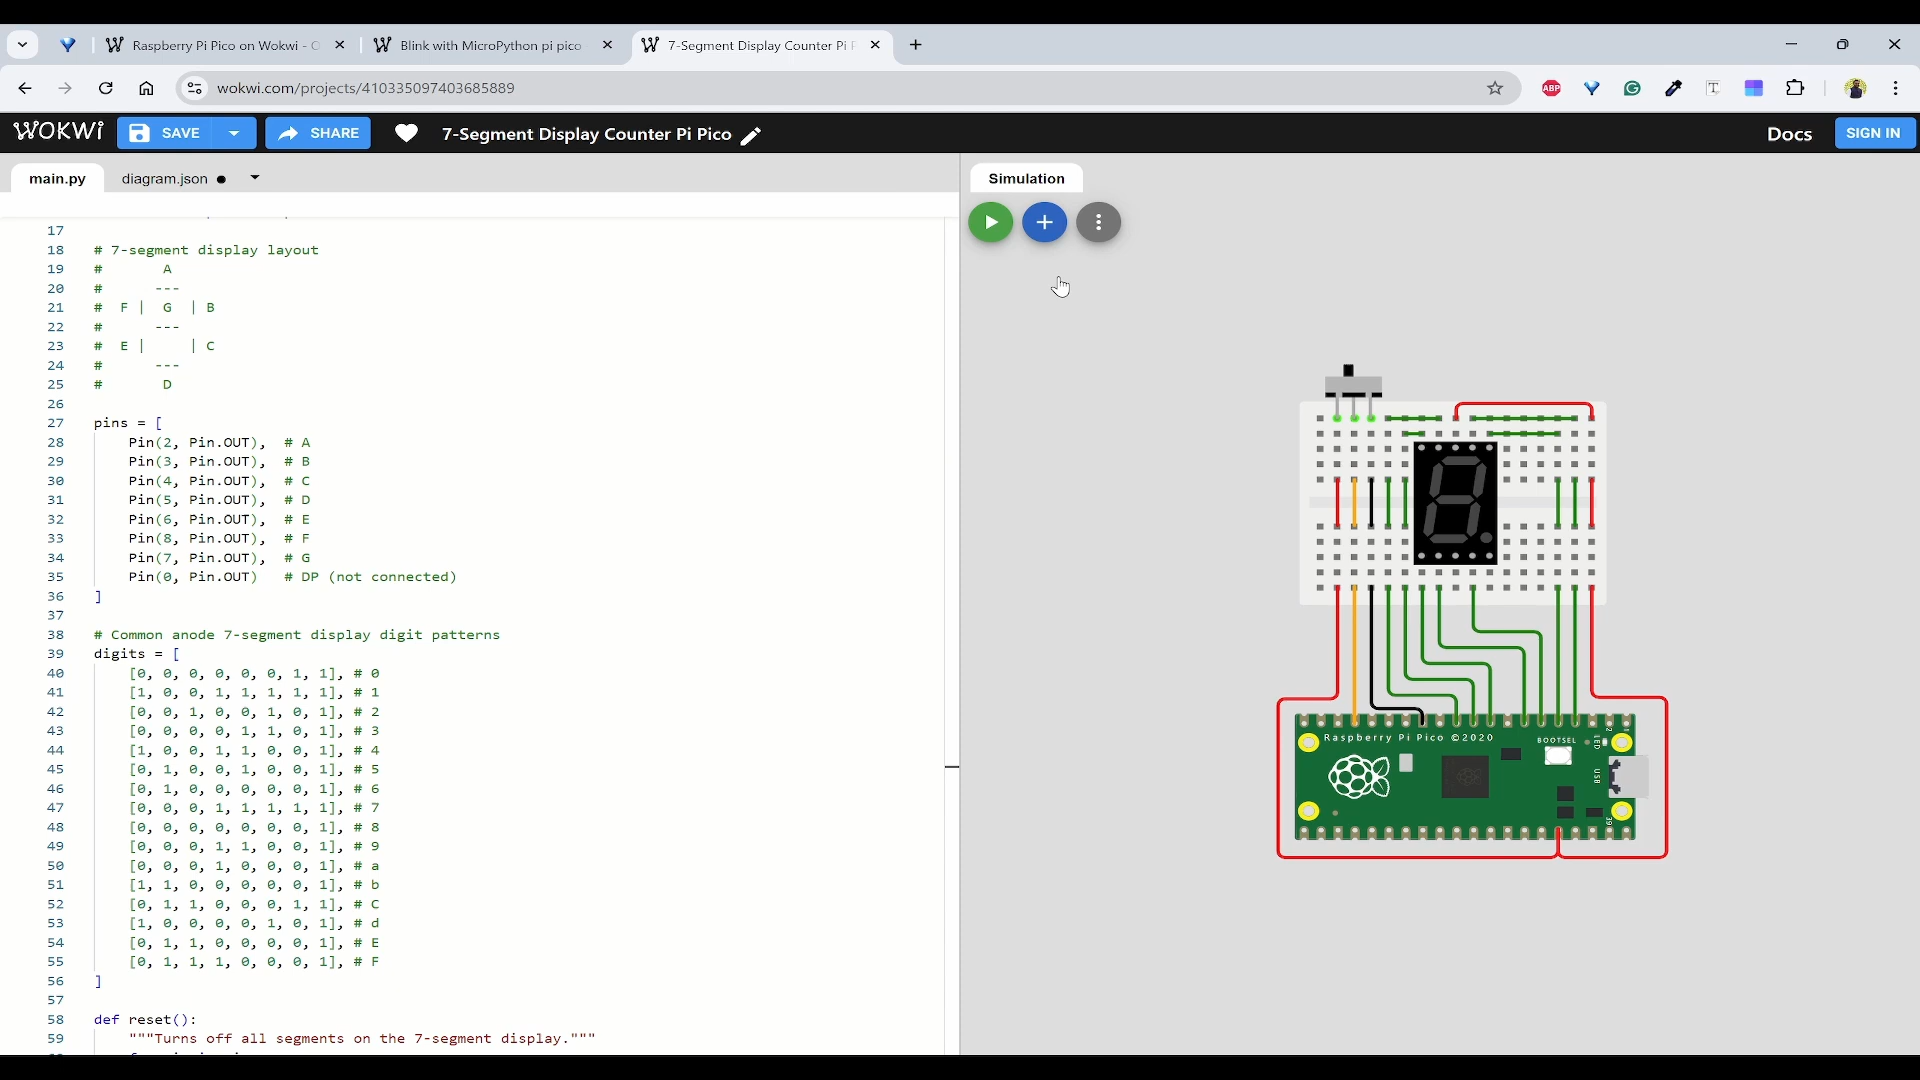 Raspberry Pi Pico on Wokwi - 
Blink with MicroPython pi pico
7-Segment Display Counter Pi P
wokwi.com/projects/410335097403685889
ABP
WOKWI
SAVE
SHARE
7-Segment Display Counter Pi Pico
Docs
SIGN IN
main.py
diagram.json
Simulation
17
18 # 7-segment display layout
19 #       A
20 #      ---
21 #  F |  G  | B
22 #      ---
23 #  E |     | C
24 #      ---
25 #       D
26
27 pins = [
28     Pin(2, Pin.OUT),  # A
29     Pin(3, Pin.OUT),  # B
30     Pin(4, Pin.OUT),  # C
31     Pin(5, Pin.OUT),  # D
32     Pin(6, Pin.OUT),  # E
33     Pin(8, Pin.OUT),  # F
34     Pin(7, Pin.OUT),  # G
35     Pin(0, Pin.OUT)   # DP (not connected)
36 ]
37
38 # Common anode 7-segment display digit patterns
39 digits = [
40     [0, 0, 0, 0, 0, 0, 1, 1], # 0
41     [1, 0, 0, 1, 1, 1, 1, 1], # 1
42     [0, 0, 1, 0, 0, 1, 0, 1], # 2
43     [0, 0, 0, 0, 1, 1, 0, 1], # 3
44     [1, 0, 0, 1, 1, 0, 0, 1], # 4
45     [0, 1, 0, 0, 1, 0, 0, 1], # 5
46     [0, 1, 0, 0, 0, 0, 0, 1], # 6
47     [0, 0, 0, 1, 1, 1, 1, 1], # 7
48     [0, 0, 0, 0, 0, 0, 0, 1], # 8
49     [0, 0, 0, 1, 1, 0, 0, 1], # 9
50     [0, 0, 0, 1, 0, 0, 0, 1], # a
51     [1, 1, 0, 0, 0, 0, 0, 1], # b
52     [0, 1, 1, 0, 0, 0, 1, 1], # C
53     [1, 0, 0, 0, 0, 1, 0, 1], # d
54     [0, 1, 1, 0, 0, 0, 0, 1], # E
55     [0, 1, 1, 1, 0, 0, 0, 1], # F
56 ]
57
58 def reset():
59     """Turns off all segments on the 7-segment display."""
Raspberry Pi Pico ©2020
BOOTSEL
LED
USB
2
1
39